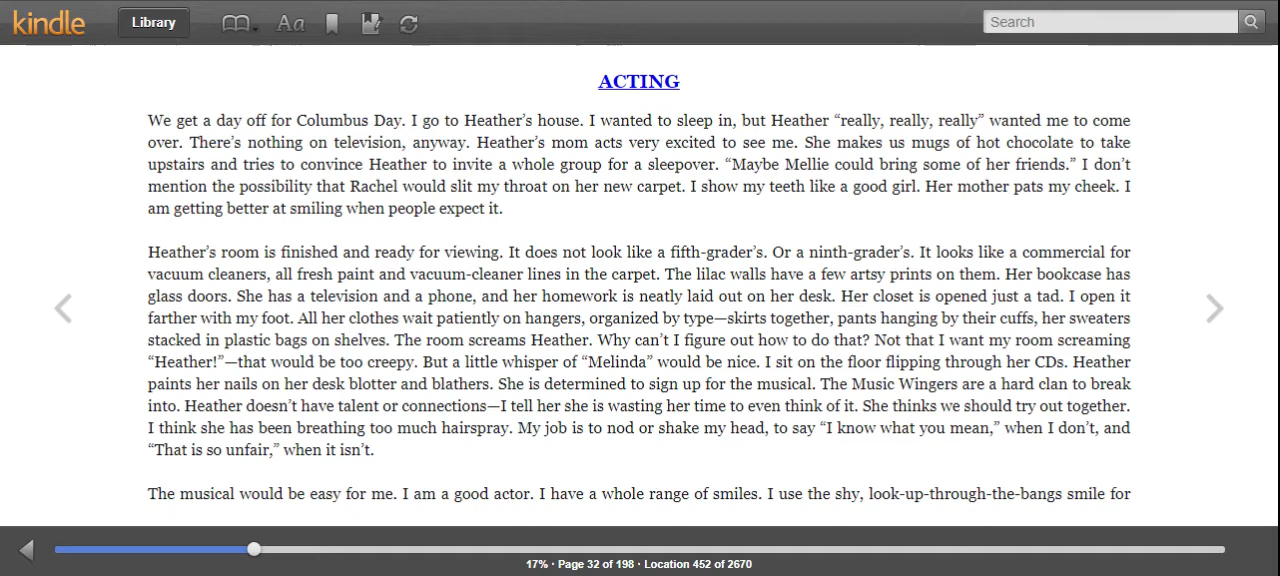 kindle Library Aa Search
ACTING
We get a day off for Columbus Day. I go to Heather’s house. I wanted to sleep in, but Heather “really, really, really” wanted me to come
over. There’s nothing on television, anyway. Heather’s mom acts very excited to see me. She makes us mugs of hot chocolate to take
upstairs and tries to convince Heather to invite a whole group for a sleepover. “Maybe Mellie could bring some of her friends.” I don’t
mention the possibility that Rachel would slit my throat on her new carpet. I show my teeth like a good girl. Her mother pats my cheek. I
am getting better at smiling when people expect it.
Heather’s room is finished and ready for viewing. It does not look like a fifth-grader’s. Or a ninth-grader’s. It looks like a commercial for
vacuum cleaners, all fresh paint and vacuum-cleaner lines in the carpet. The lilac walls have a few artsy prints on them. Her bookcase has
glass doors. She has a television and a phone, and her homework is neatly laid out on her desk. Her closet is opened just a tad. I open it
farther with my foot. All her clothes wait patiently on hangers, organized by type—skirts together, pants hanging by their cuffs, her sweaters
stacked in plastic bags on shelves. The room screams Heather. Why can’t I figure out how to do that? Not that I want my room screaming
“Heather!”—that would be too creepy. But a little whisper of “Melinda” would be nice. I sit on the floor flipping through her CDs. Heather
paints her nails on her desk blotter and blathers. She is determined to sign up for the musical. The Music Wingers are a hard clan to break
into. Heather doesn’t have talent or connections—I tell her she is wasting her time to even think of it. She thinks we should try out together.
I think she has been breathing too much hairspray. My job is to nod or shake my head, to say “I know what you mean,” when I don’t, and
“That is so unfair,” when it isn’t.
The musical would be easy for me. I am a good actor. I have a whole range of smiles. I use the shy, look-up-through-the-bangs smile for
17% · Page 32 of 198 · Location 452 of 2670